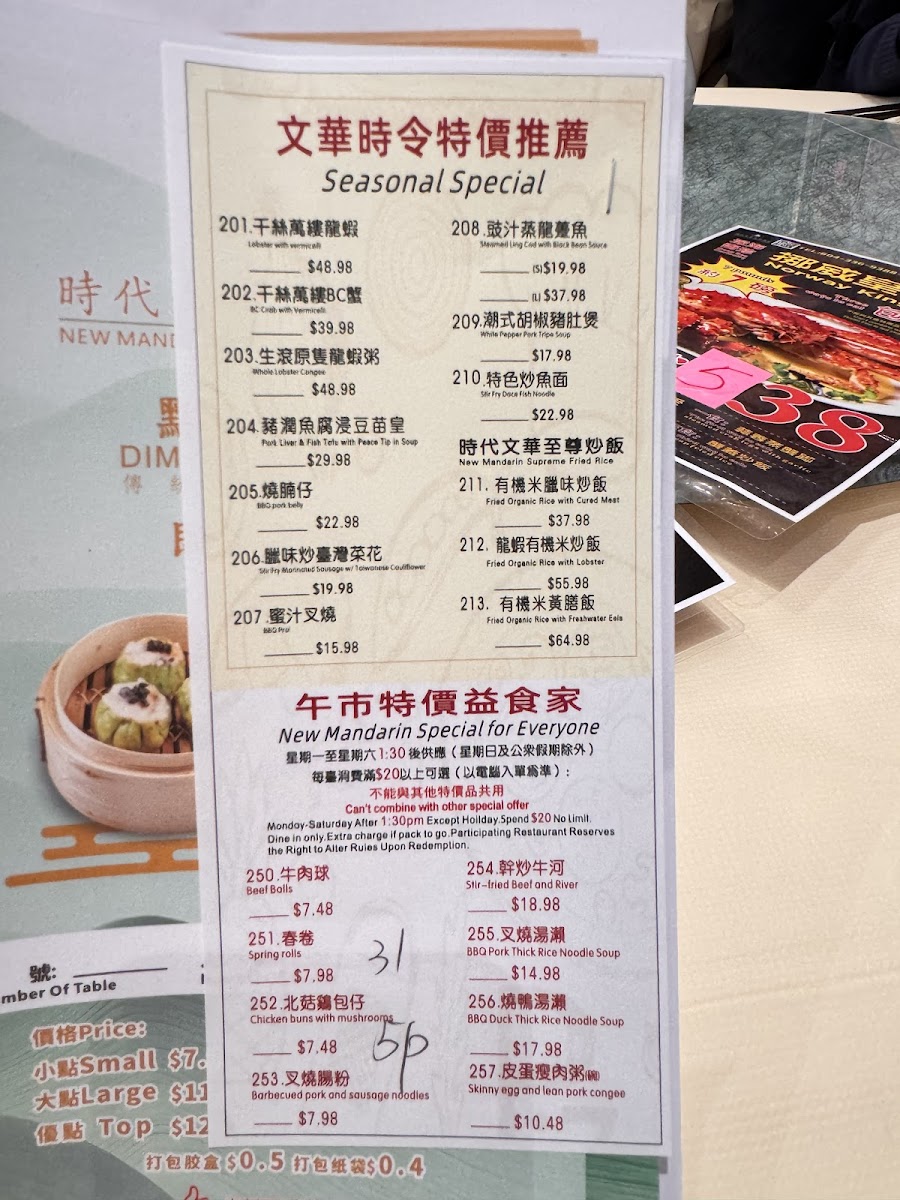 文華時令特價推薦
Seasonal Special
201.千絲萬縷龍蝦
Lobster with vermicelli
$48.98
202.千絲萬縷BC蟹
BC Crab with Vermicelli
$39.98
203.生滾原隻龍蝦粥
Whole Lobster Congee
$48.98
204.豬潤魚腐浸豆苗皇
Pork Liver & Fish Tofu with Peace Tip in Soup
$29.98
205.燒腩仔
BBQ pork belly
$22.98
206.臘味炒臺灣菜花
Stir Fry Marinated Sausage w/ Taiwanese Cauliflower
$19.98
207.蜜汁叉燒
$15.98
208.豉汁蒸龍躉魚
Steamed Ling Cod with Black Bean Sauce
(S)$19.98
(L) $37.98
209.潮式胡椒豬肚煲
White Pepper Pork Tripe Soup
$17.98
210.特色炒魚面
Stir Fry Dace Fish Noodle
$22.98
時代文華至尊炒飯
New Mandarin Supreme Fried Rice
211. 有機米臘味炒飯
Fried Organic Rice with Cured Meat
$37.98
212. 龍蝦有機米炒飯
Fried Organic Rice with Lobster
$55.98
213. 有機米黃膳飯
Fried Organic Rice with Freshwater Eels
$64.98
午市特價益食家
New Mandarin Special for Everyone
星期一至星期六1:30後供應（星期日及公衆假期除外）
每臺消費滿$20以上可選（以電腦入單爲準）:
不能與其他特價品共用
Can't combine with other special offer
Monday-Saturday After 1:30pm Except Holiday.Spend $20 No Limit.
Dine in only.Extra charge if pack to go.Participating Restaurant Reserves
the Right to Alter Rules Upon Redemption.
250.牛肉球
Beef Balls
$7.48
251.春卷
Spring rolls
$7.98
31
252.北菇鷄包仔
Chicken buns with mushrooms
$7.48
5p
253.叉燒腸粉
Barbecued pork and sausage noodles
$7.98
254.幹炒牛河
Stir-fried Beef and River
$18.98
255.叉燒湯瀨
BBQ Pork Thick Rice Noodle Soup
$14.98
256.燒鴨湯瀨
BBQ Duck Thick Rice Noodle Soup
$17.98
257.皮蛋瘦肉粥(碗)
Skinny egg and lean pork congee
$10.48
時代
NEW MAND
DIM
傳 統
號:
mber Of Table
價格Price:
小點Small $7.
大點Large $11
優點 Top $12
打包胶盒$0.5 打包纸袋$0.4
挪威
Norway Kin
約7磅
5
38